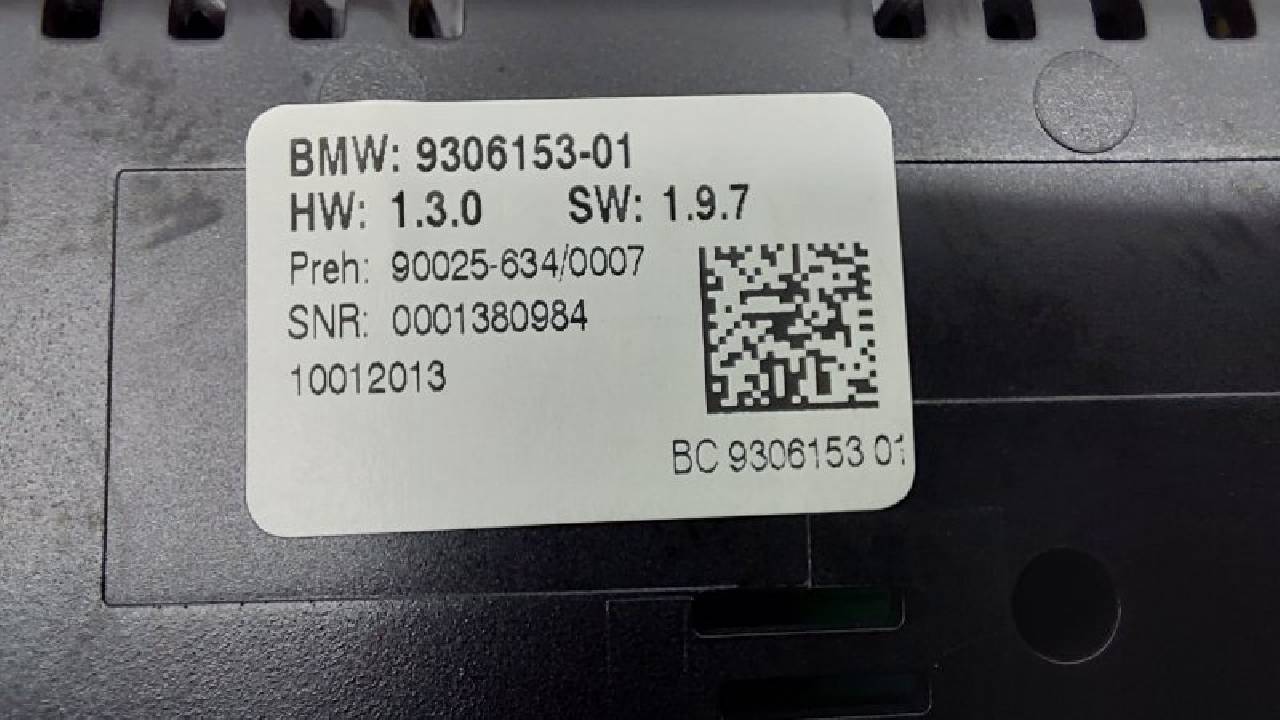 BMW: 9306153-01
HW: 1.3.0 SW: 1.9.7
Preh: 90025-634/0007
SNR: 0001380984
10012013
BC 9306153 01